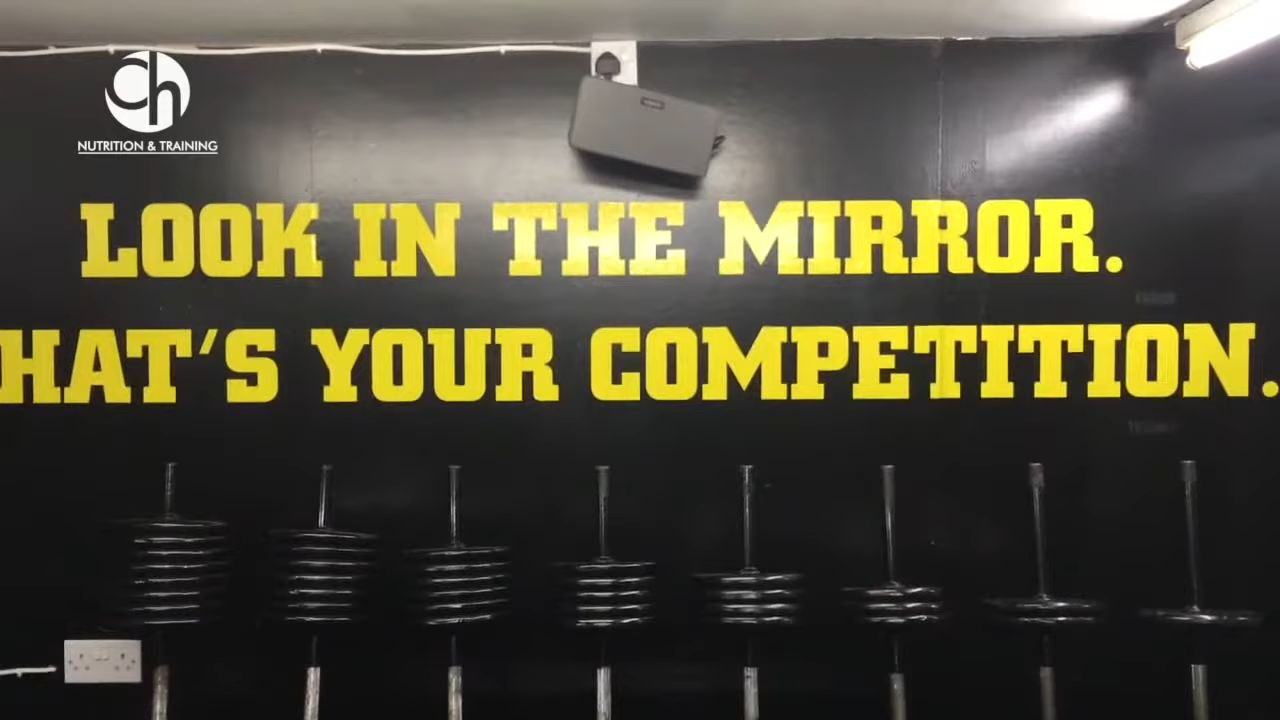 ch
NUTRITION & TRAINING
LOOK IN THE MIRROR.
HAT'S YOUR COMPETITION.